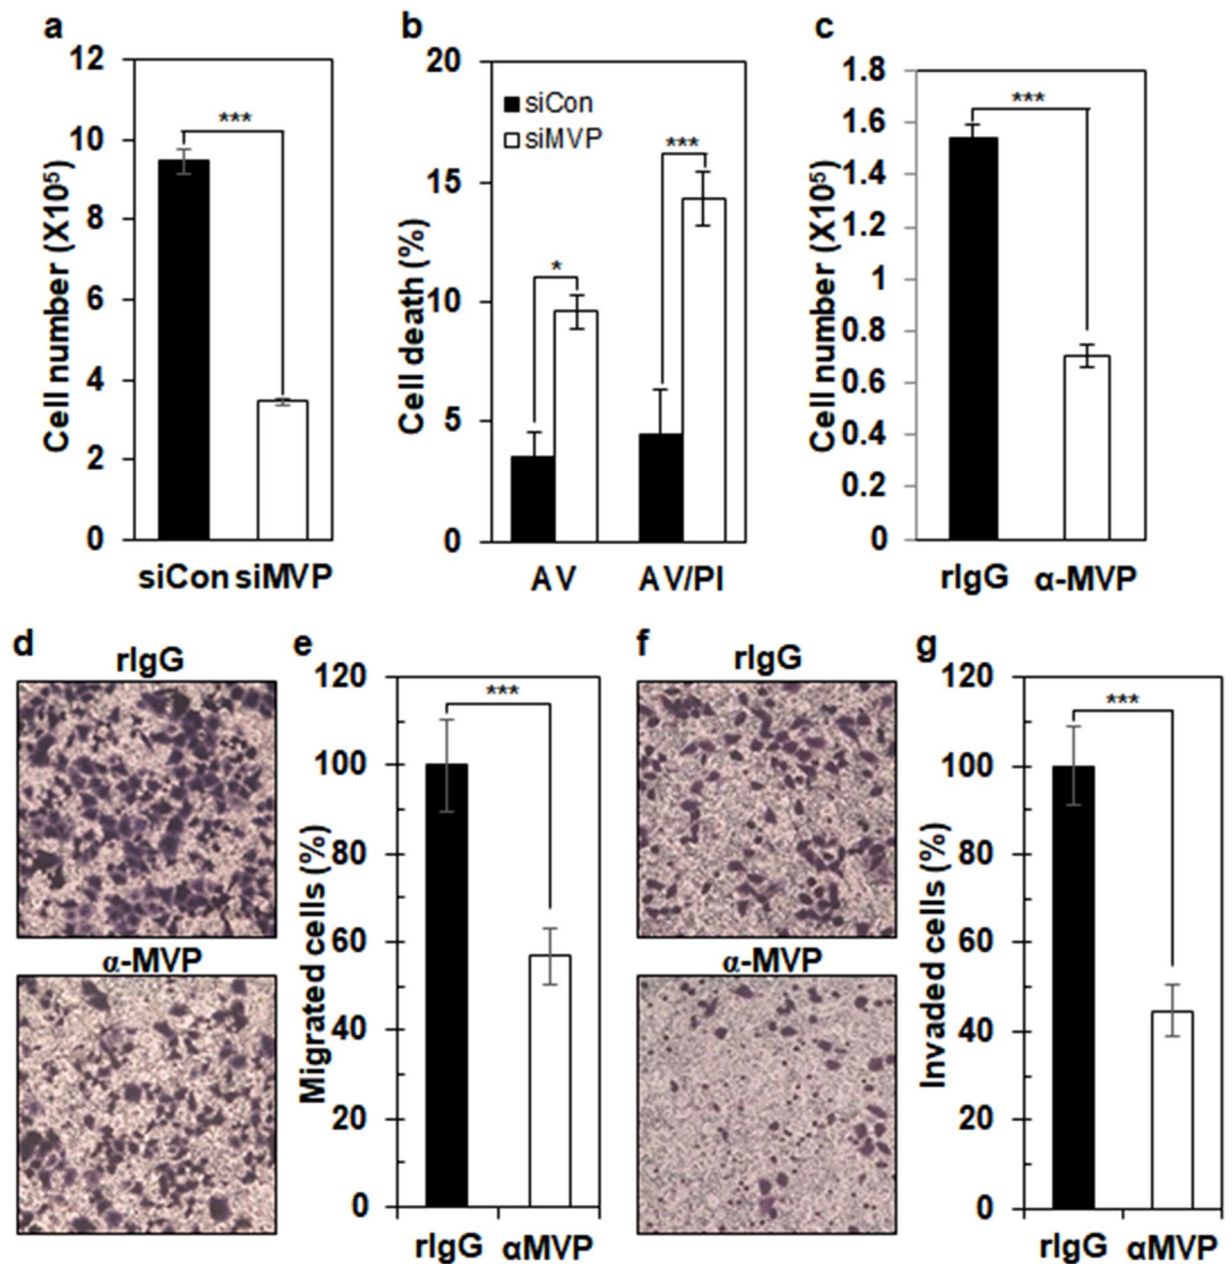 a
12
10
8
6
4
2
0
Cell number (X10⁵)
***
siCon siMVP
b
20
15
10
5
0
Cell death (%)
siCon
siMVP
*
***
AV
AV/PI
c
1.8
1.6
1.4
1.2
1
0.8
0.6
0.4
0.2
0
Cell number (X10⁵)
***
rIgG
α-MVP
d
rIgG
α-MVP
e
120
100
80
60
40
20
0
Migrated cells (%)
***
rIgG
αMVP
f
rIgG
α-MVP
g
120
100
80
60
40
20
0
Invaded cells (%)
***
rIgG
αMVP